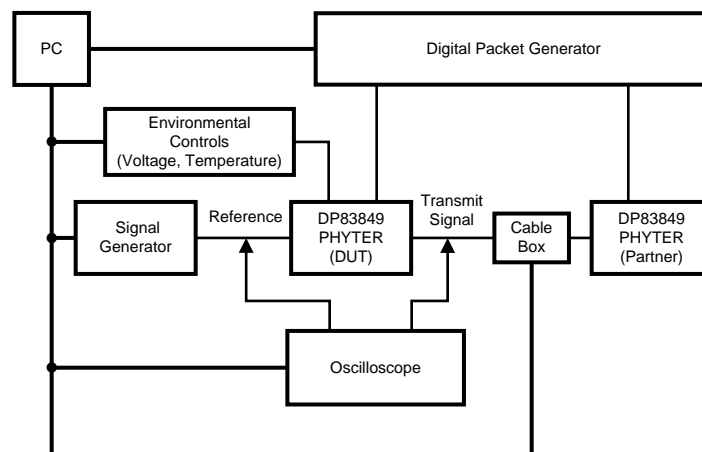 PC
Digital Packet Generator
Environmental
Controls
(Voltage, Temperature)
Signal
Generator
Reference
DP83849
PHYTER
(DUT)
Transmit
Signal
Cable
Box
DP83849
PHYTER
(Partner)
Oscilloscope